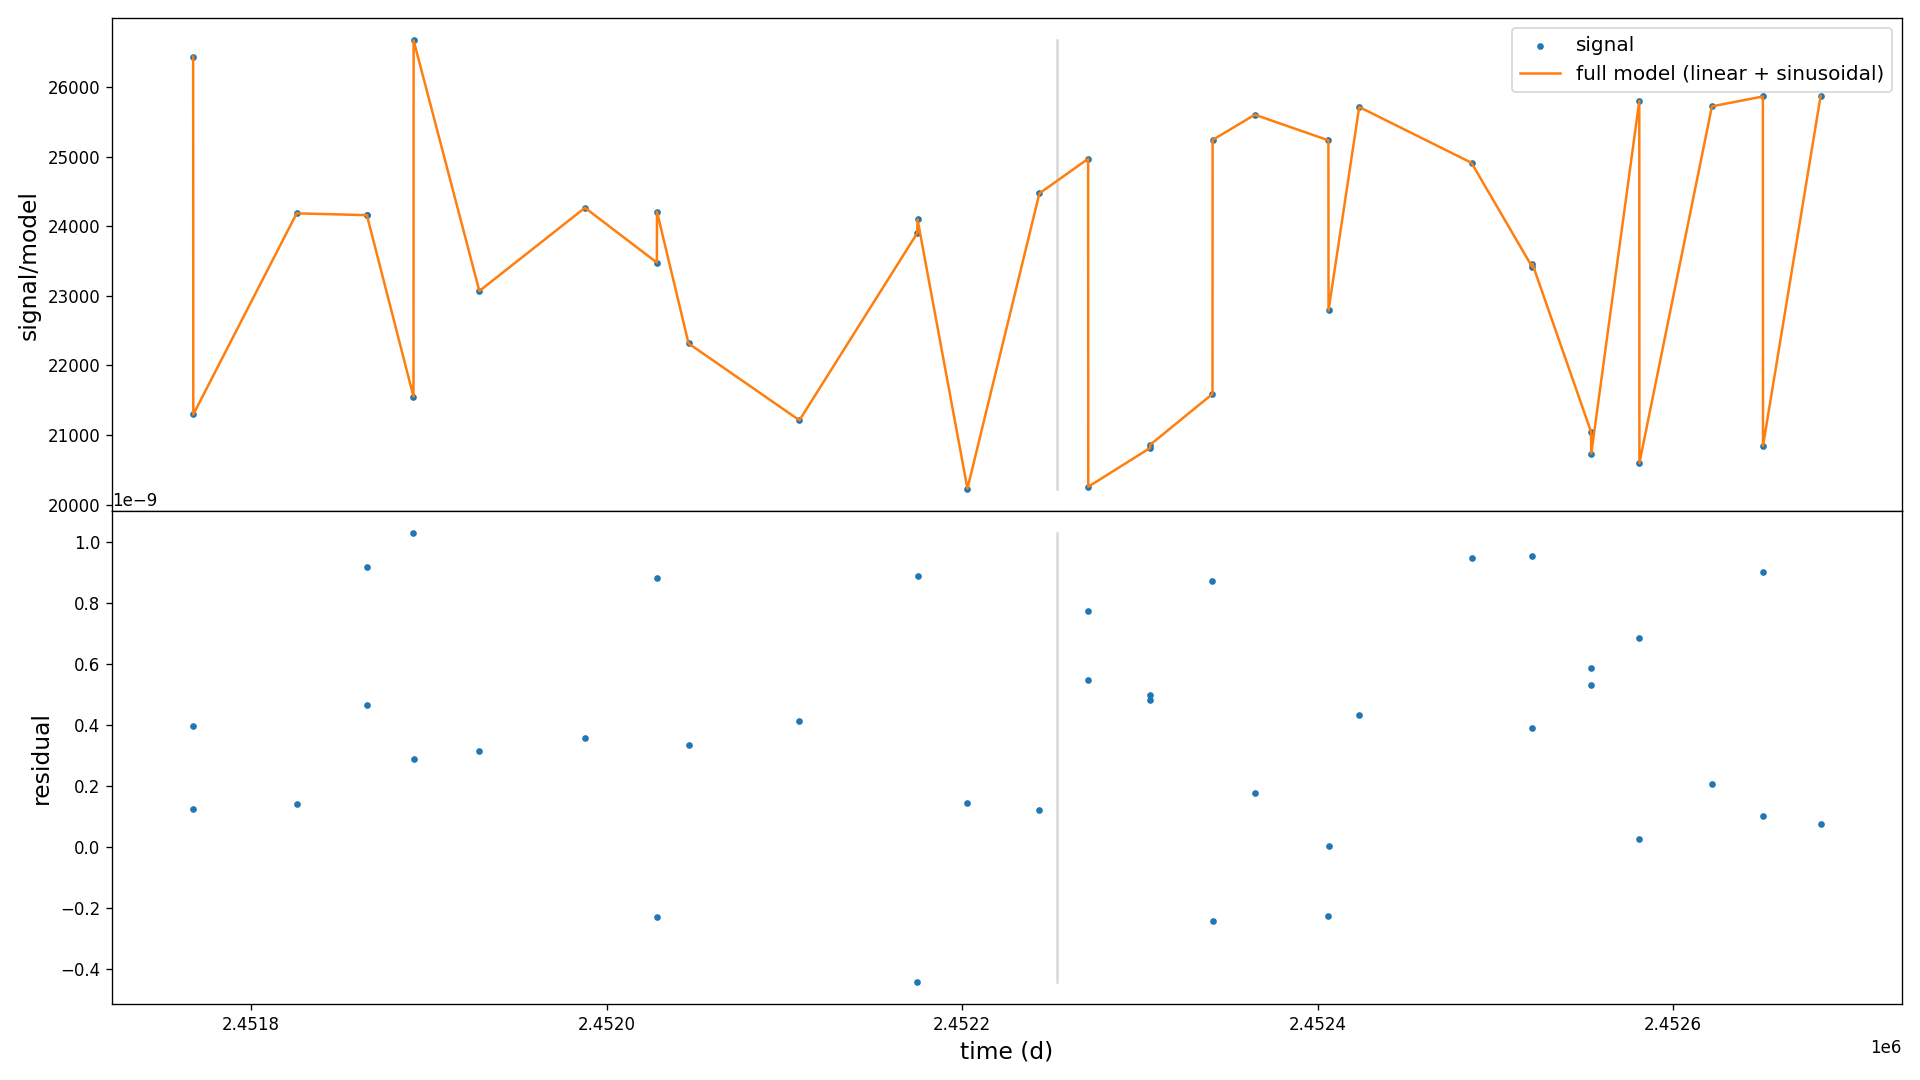 signal
full model (linear + sinusoidal)
26000
25000
24000
23000
22000
21000
20000
signal/model
1e−9
1.0
0.8
0.6
0.4
0.2
0.0
−0.2
−0.4
residual
2.4518
2.4520
2.4522
2.4524
2.4526
time (d)
1e6